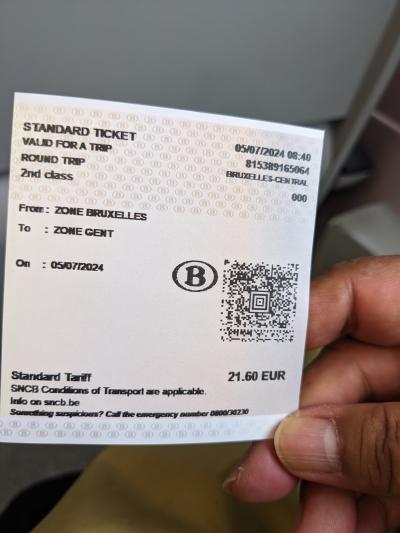 STANDARD TICKET
VALID FOR A TRIP
ROUND TRIP
2nd class
05/07/2024 08:40
815389165064
BRUXELLES-CENTRAL
000
From : ZONE BRUXELLES
To : ZONE GENT
On : 05/07/2024
B
Standard Tariff
21.60 EUR
SNCB Conditions of Transport are applicable.
Info on sncb.be
Something suspicious? Call the emergency number 0800/30230